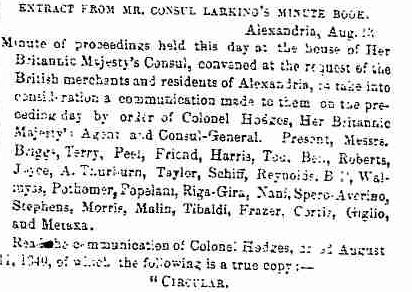 EXTRACT FROM MR. CONSUL LARKING'S MINUTE BOOK.
Alexandria, Aug.
Minute of proceedings held this day at the house of Her
Britannic Majesty's Consul, convened at the request of the
British merchants and residents of Alexandria, to take into
consideration a communication made to them on the pre-
ceding day by order of Colonel Hodges, Her Britannic
Majesty's Agent and Consul-General. Present, Messrs.
Briggs, Terry, Peel, Friend, Harris, Roberts,
Joyce, A. Thurburn, Taylor, Schiff, Reynolds, Wal-
Pothomer, Popolani, Riga-Gira, Nani, Spero-Averino,
Stephens, Morris, Malin, Tibaldi, Frazer, Corris, Giglio,
and Metaxa.
Read the communication of Colonel Hodges, of August
1840, of which the following is a true copy:—
"CIRCULAR.